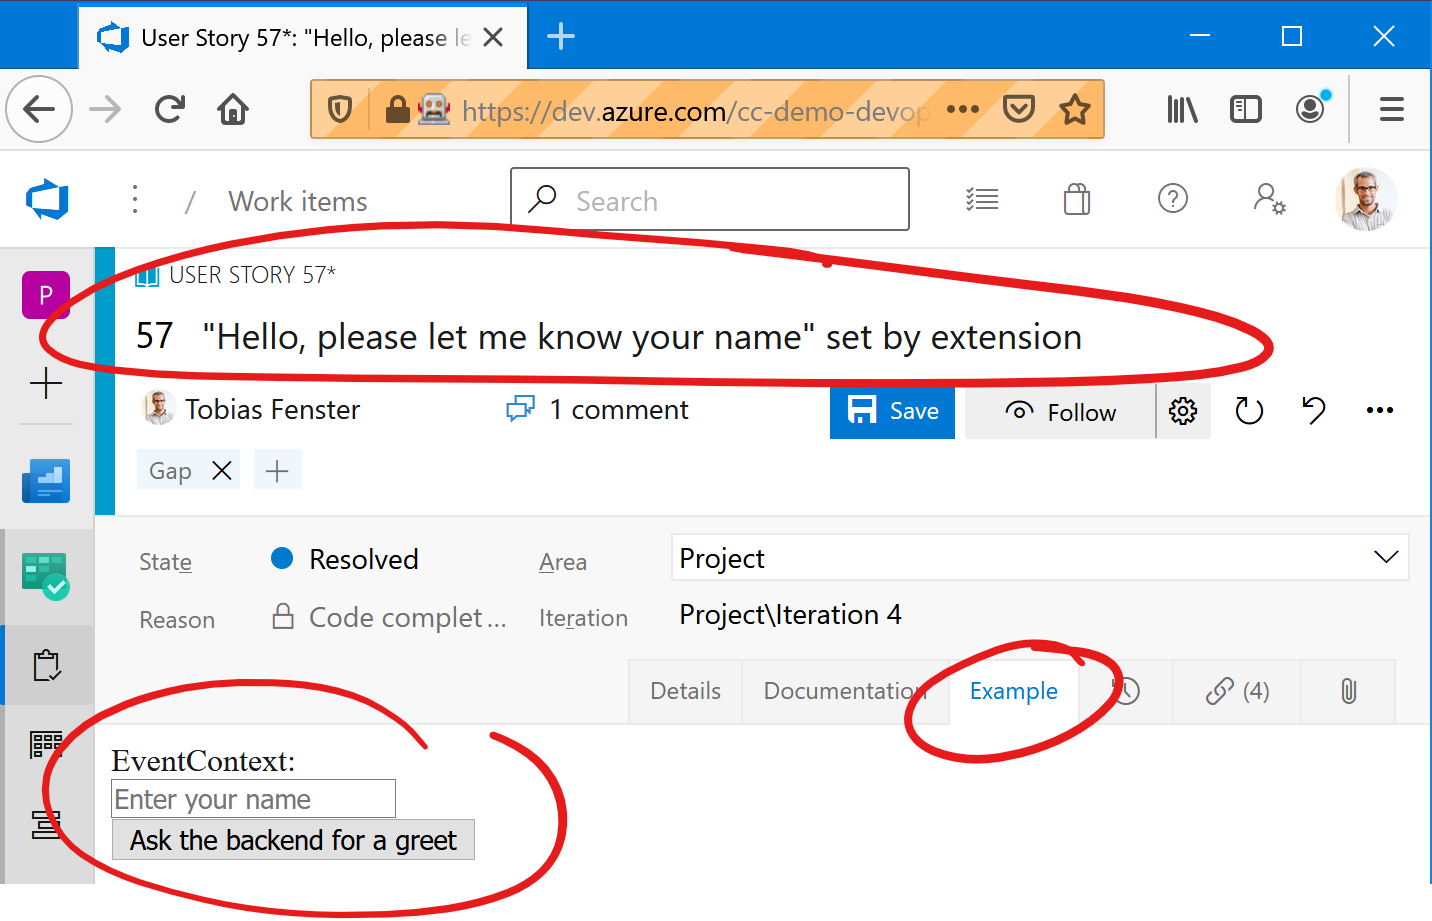 User Story 57*: "Hello, please le
https://dev.azure.com/cc-demo-devop
/ Work items
Search
P
USER STORY 57*
57 "Hello, please let me know your name" set by extension
Tobias Fenster
1 comment
Save
Follow
Gap
State
Resolved
Area
Project
Reason
Code complet ...
Iteration
Project\Iteration 4
Details
Documentation
Example
(4)
EventContext:
Enter your name
Ask the backend for a greet